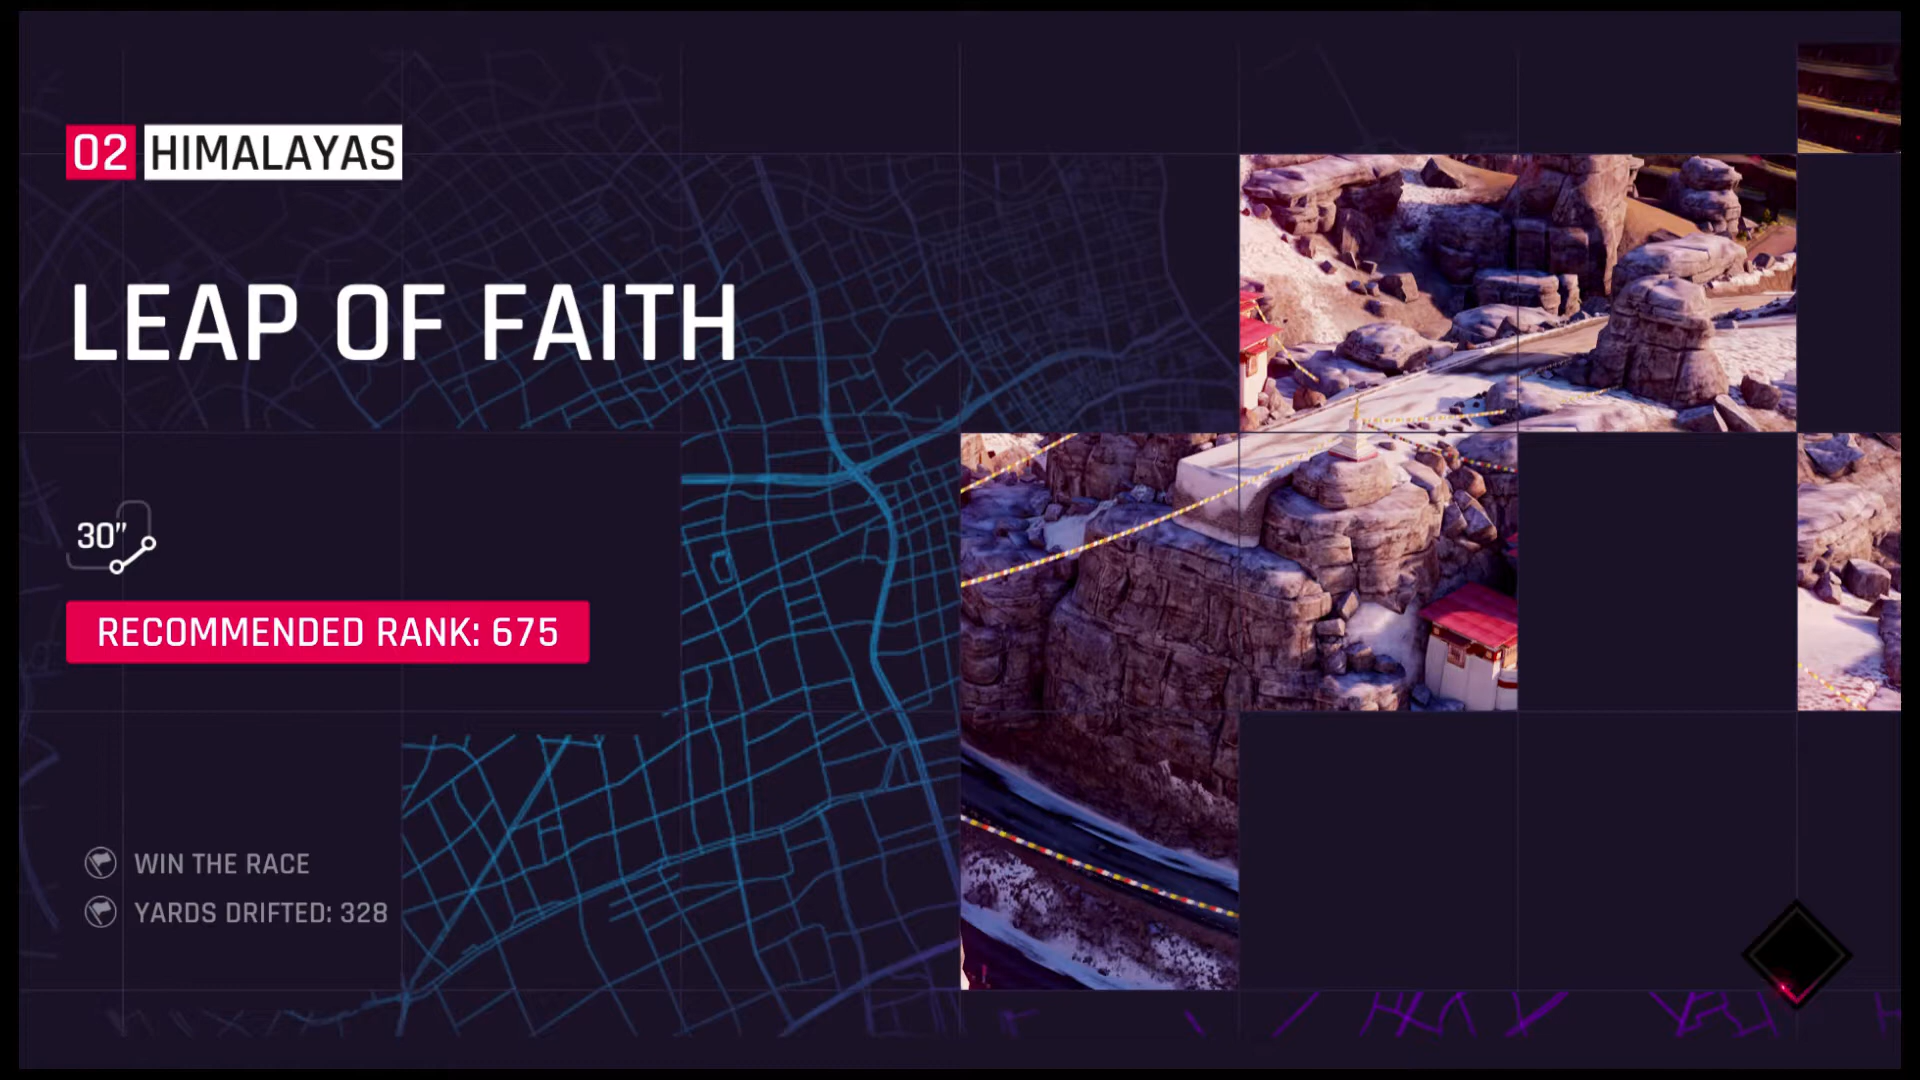 02 HIMALAYAS
LEAP OF FAITH
30"
RECOMMENDED RANK: 675
WIN THE RACE
YARDS DRIFTED: 328